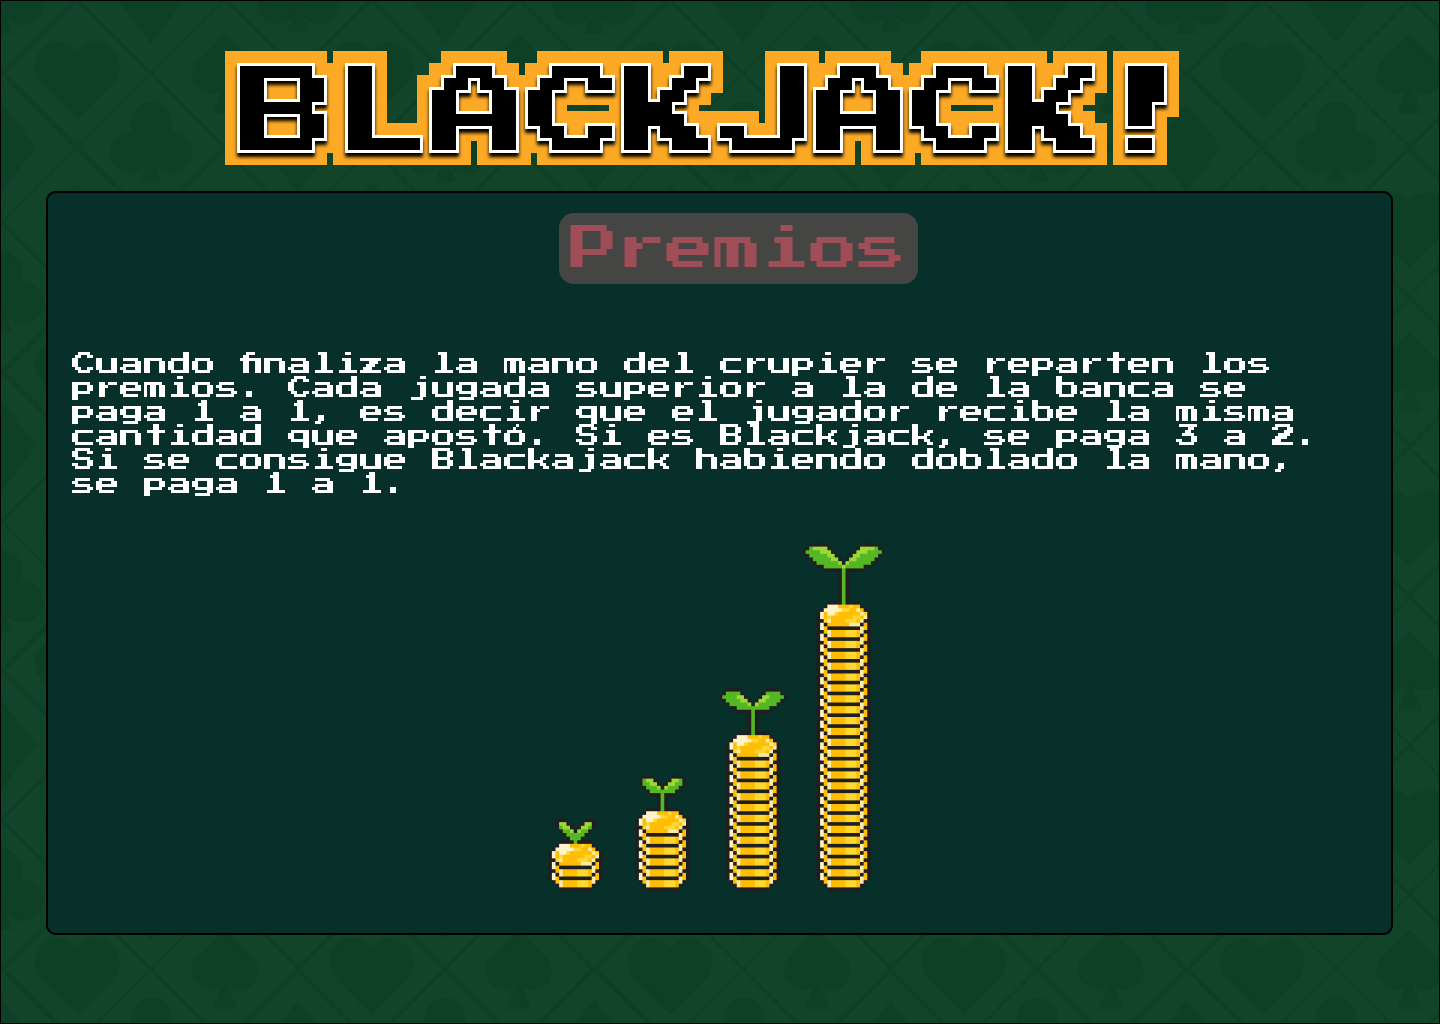 BLACKJACK!
Premios
Cuando finaliza la mano del crupier se reparten los
premios. Cada jugada superior a la de la banca se
paga 1 a 1, es decir que el jugador recibe la misma
cantidad que apostó. Si es Blackjack, se paga 3 a 2.
Si se consigue Blackajack habiendo doblado la mano,
se paga 1 a 1.